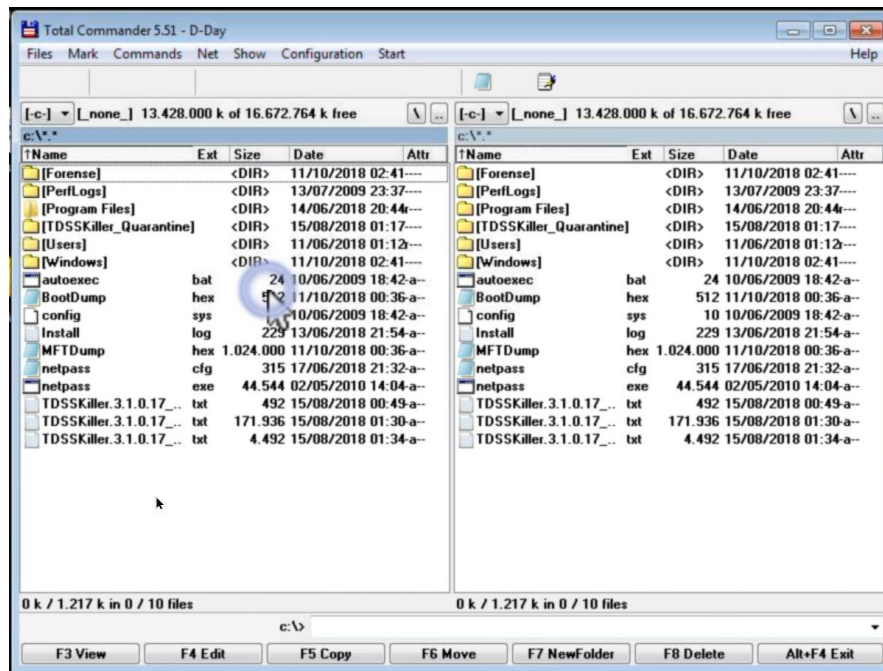 Total Commander 5.51 - D-Day
Files Mark Commands Net Show Configuration Start Help
[-c-] [_none_] 13.428.000 k of 16.672.764 k free \ .. [-c-] [_none_] 13.428.000 k of 16.672.764 k free \ ..
c:\*.* c:\*.*
↑Name Ext Size Date Attr ↑Name Ext Size Date Attr
[Forense] <DIR> 11/10/2018 02:41---- [Forense] <DIR> 11/10/2018 02:41----
[PerfLogs] <DIR> 13/07/2009 23:37---- [PerfLogs] <DIR> 13/07/2009 23:37----
[Program Files] <DIR> 14/06/2018 20:44r--- [Program Files] <DIR> 14/06/2018 20:44r---
[TDSSKiller_Quarantine] <DIR> 15/08/2018 01:17---- [TDSSKiller_Quarantine] <DIR> 15/08/2018 01:17----
[Users] <DIR> 11/06/2018 01:12r--- [Users] <DIR> 11/06/2018 01:12r---
[Windows] <DIR> 11/10/2018 02:41---- [Windows] <DIR> 11/10/2018 02:41----
autoexec bat 24 10/06/2009 18:42-a-- autoexec bat 24 10/06/2009 18:42-a--
BootDump hex 11/10/2018 00:36-a-- BootDump hex 512 11/10/2018 00:36-a--
config sys 10/06/2009 18:42-a-- config sys 10 10/06/2009 18:42-a--
Install log 229 13/06/2018 21:54-a-- Install log 229 13/06/2018 21:54-a--
MFTDump hex 1.024.000 11/10/2018 00:36-a-- MFTDump hex 1.024.000 11/10/2018 00:36-a--
netpass cfg 315 17/06/2018 21:32-a-- netpass cfg 315 17/06/2018 21:32-a--
netpass exe 44.544 02/05/2010 14:04-a-- netpass exe 44.544 02/05/2010 14:04-a--
TDSSKiller.3.1.0.17_.. txt 492 15/08/2018 00:49-a-- TDSSKiller.3.1.0.17_.. txt 492 15/08/2018 00:49-a--
TDSSKiller.3.1.0.17_.. txt 171.936 15/08/2018 01:30-a-- TDSSKiller.3.1.0.17_.. txt 171.936 15/08/2018 01:30-a--
TDSSKiller.3.1.0.17_.. txt 4.492 15/08/2018 01:34-a-- TDSSKiller.3.1.0.17_.. txt 4.492 15/08/2018 01:34-a--
0 k / 1.217 k in 0 / 10 files 0 k / 1.217 k in 0 / 10 files
c:\>
F3 View F4 Edit F5 Copy F6 Move F7 NewFolder F8 Delete Alt+F4 Exit